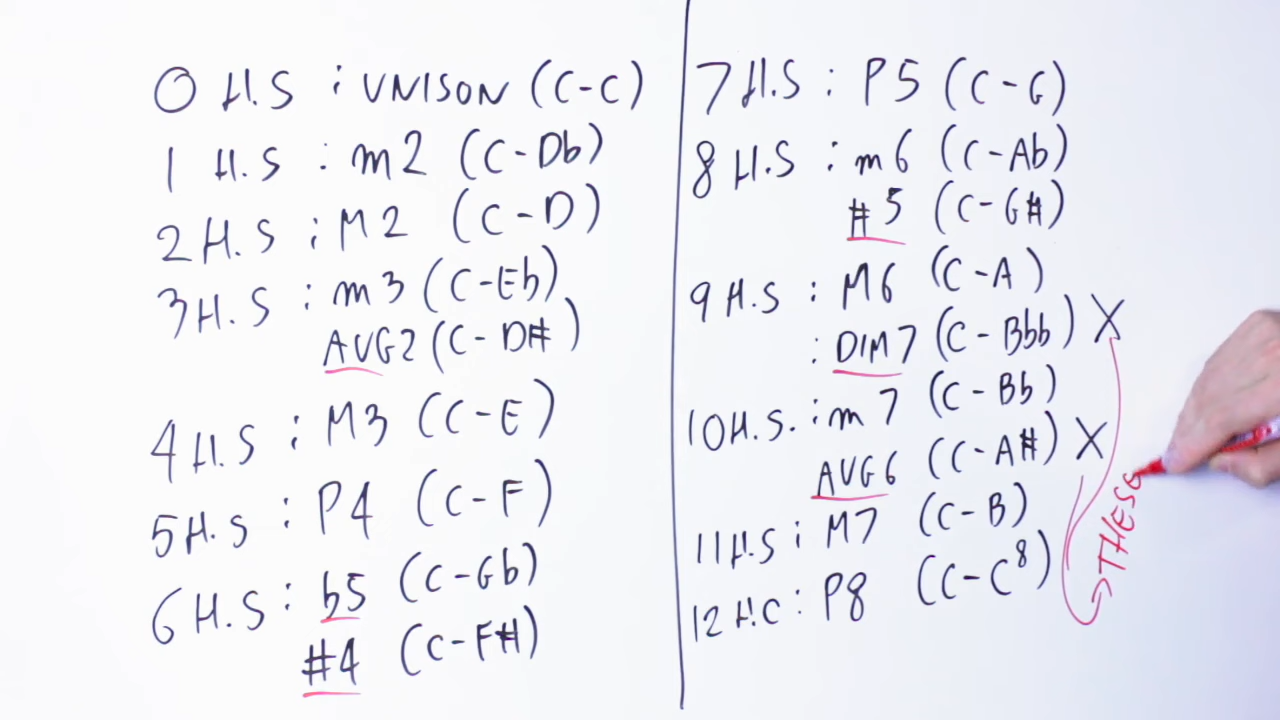 0 H.S : UNISON (C-C)
1 H.S : m2 (C-Db)
2 H.S : M2 (C-D)
3 H.S : m3 (C-Eb)
AUG2 (C-D#)
4 H.S : M3 (C-E)
5 H.S : P4 (C-F)
6 H.S : b5 (C-Gb)
#4 (C-F#)
7 H.S : P5 (C-G)
8 H.S : m6 (C-Ab)
#5 (C-G#)
9 H.S : M6 (C-A)
: DIM7 (C-Bbb) X
10 H.S. : m7 (C-Bb)
AUG6 (C-A#) X
11 H.S : M7 (C-B)
12 H.C : P8 (C-C8)
THESE